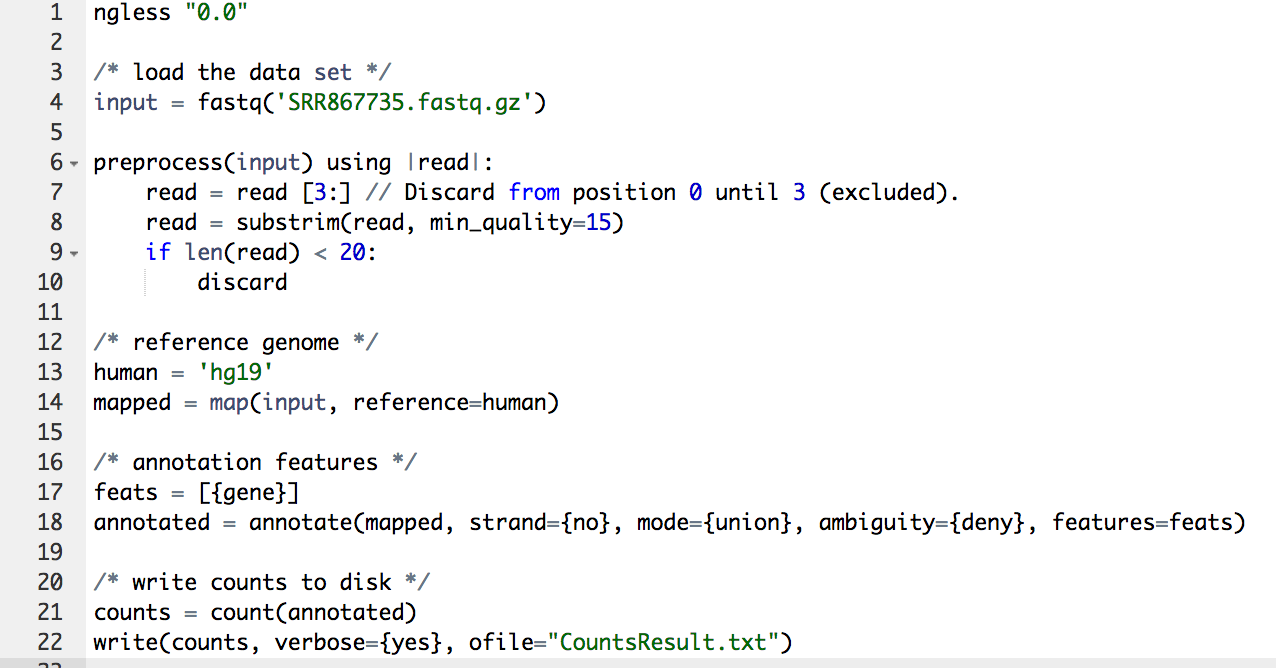 1 ngless "0.0"
2
3 /* load the data set */
4 input = fastq('SRR867735.fastq.gz')
5
6 preprocess(input) using |read|:
7     read = read [3:] // Discard from position 0 until 3 (excluded).
8     read = substrim(read, min_quality=15)
9     if len(read) < 20:
10         discard
11
12 /* reference genome */
13 human = 'hg19'
14 mapped = map(input, reference=human)
15
16 /* annotation features */
17 feats = [{gene}]
18 annotated = annotate(mapped, strand={no}, mode={union}, ambiguity={deny}, features=feats)
19
20 /* write counts to disk */
21 counts = count(annotated)
22 write(counts, verbose={yes}, ofile="CountsResult.txt")